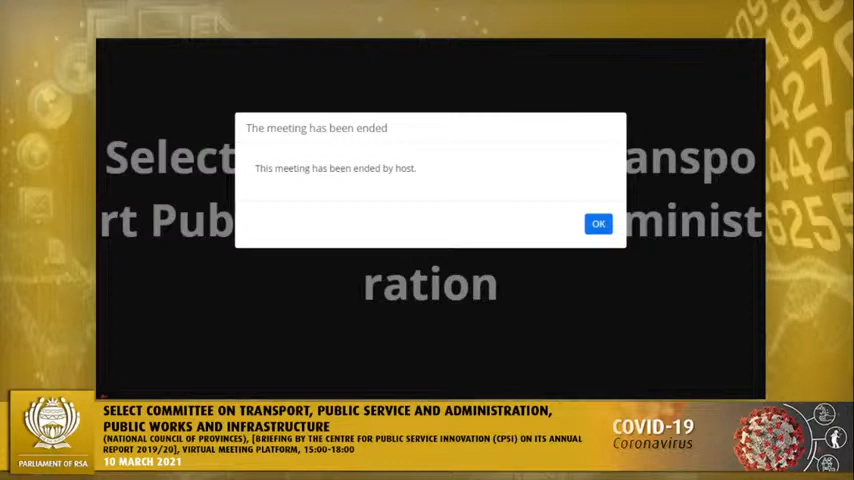 The meeting has been ended
Select anspo
This meeting has been ended by host.
rt Pub minist
OK
ration
SELECT COMMITTEE ON TRANSPORT, PUBLIC SERVICE AND ADMINISTRATION,
PUBLIC WORKS AND INFRASTRUCTURE
(NATIONAL COUNCIL OF PROVINCES), [BRIEFING BY THE CENTRE FOR PUBLIC SERVICE INNOVATION (CPSI) ON ITS ANNUAL
REPORT 2019/20], VIRTUAL MEETING PLATFORM, 15:00-18:00
10 MARCH 2021
PARLIAMENT OF RSA
COVID-19
Coronavirus